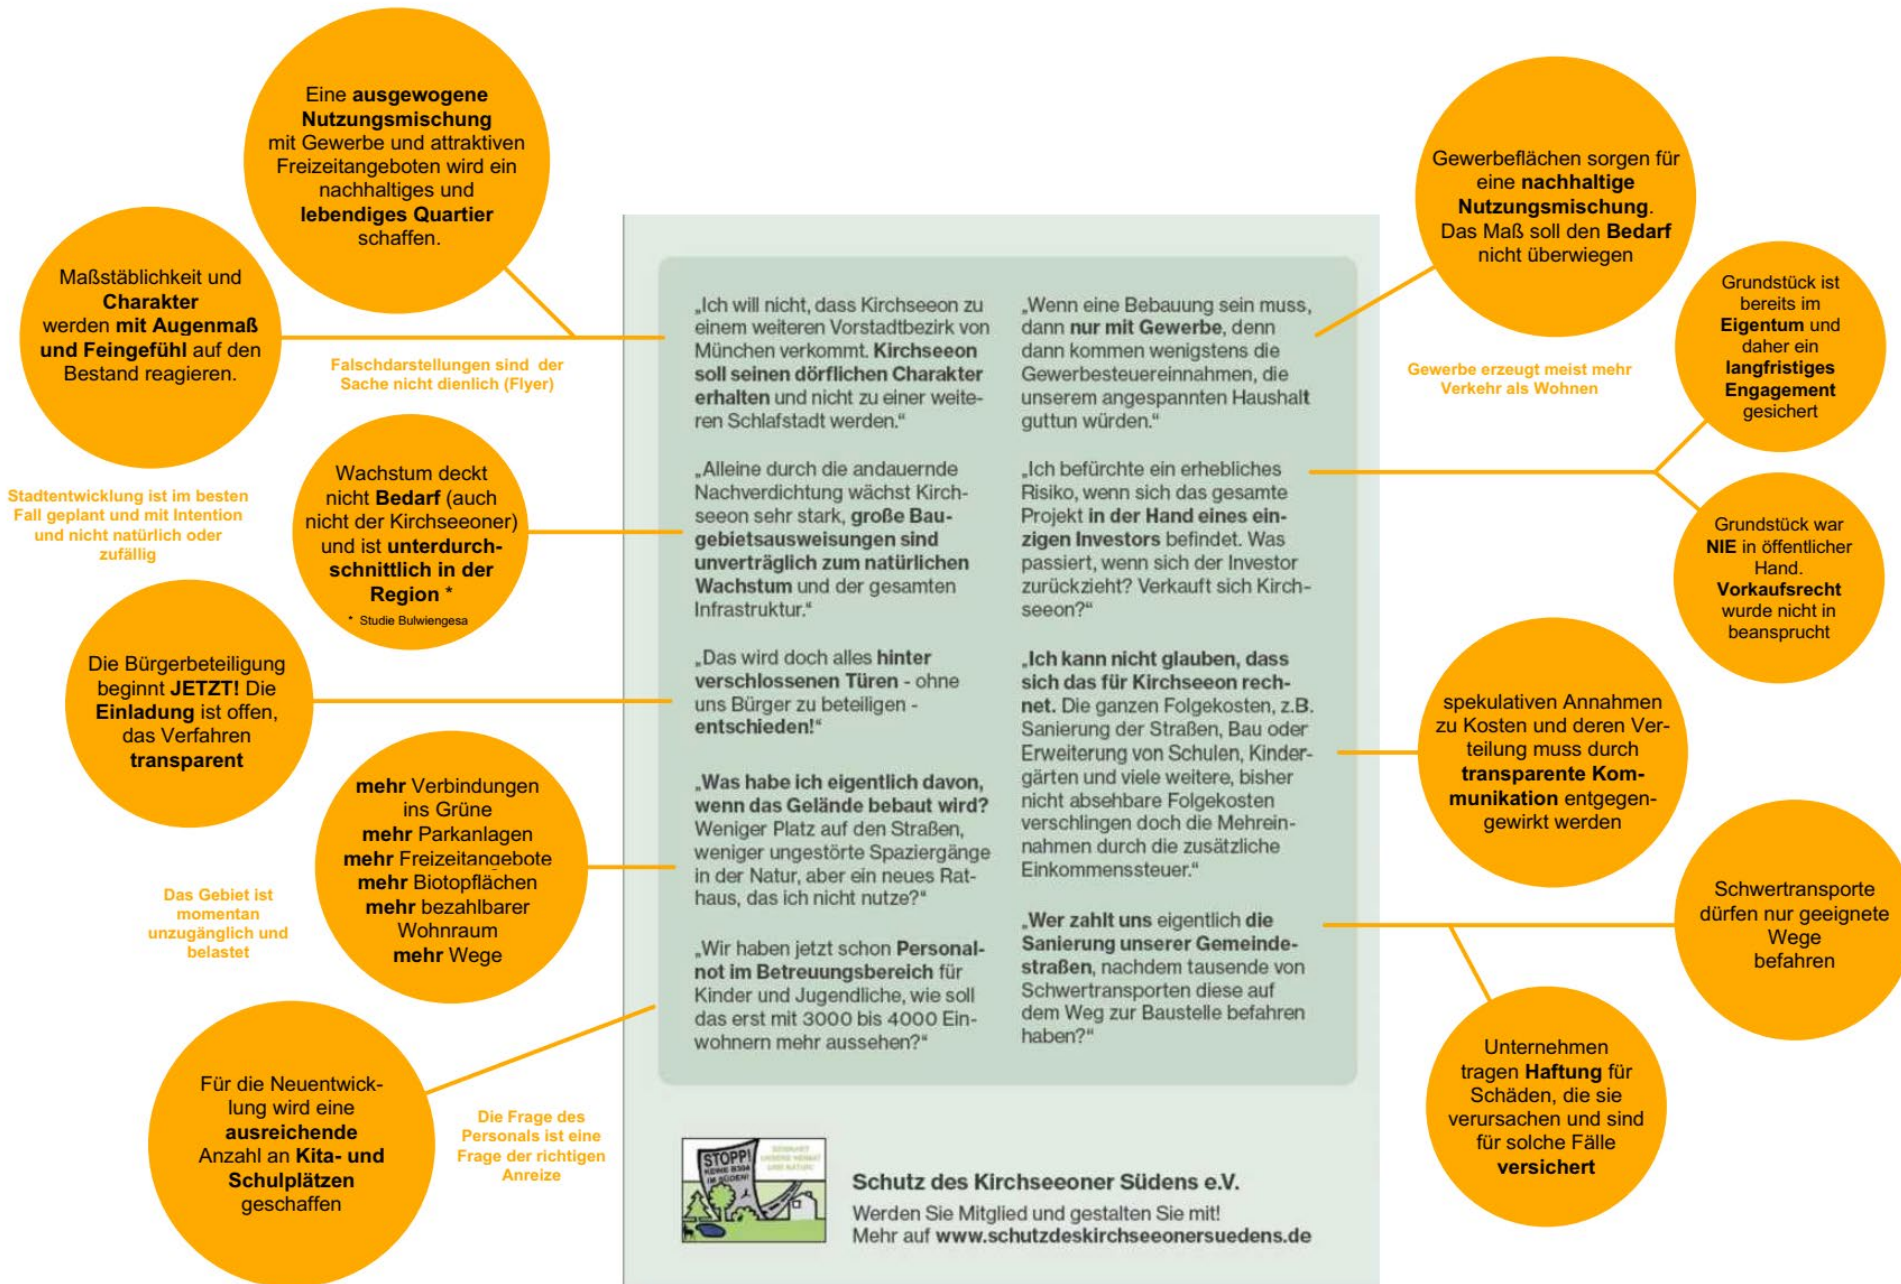 Eine ausgewogene
Nutzungsmischung
mit Gewerbe und attraktiven
Freizeitangeboten wird ein
nachhaltiges und
lebendiges Quartier
schaffen.
Maßstäblichkeit und
Charakter
werden mit Augenmaß
und Feingefühl auf den
Bestand reagieren.
Falschdarstellungen sind der
Sache nicht dienlich (Flyer)
Stadtentwicklung ist im besten
Fall geplant und mit Intention
und nicht natürlich oder
zufällig
Wachstum deckt
nicht Bedarf (auch
nicht der Kirchseeoner)
und ist unterdurch-
schnittlich in der
Region *
* Studie Bulwiengesa
Die Bürgerbeteiligung
beginnt JETZT! Die
Einladung ist offen,
das Verfahren
transparent
mehr Verbindungen
ins Grüne
mehr Parkanlagen
mehr Freizeitangebote
mehr Biotopflächen
mehr bezahlbarer
Wohnraum
mehr Wege
Das Gebiet ist
momentan
unzugänglich und
belastet
Für die Neuentwick-
lung wird eine
ausreichende
Anzahl an Kita- und
Schulplätzen
geschaffen
Die Frage des
Personals ist eine
Frage der richtigen
Anreize
„Ich will nicht, dass Kirchseeon zu
einem weiteren Vorstadtbezirk von
München verkommt. Kirchseeon
soll seinen dörflichen Charakter
erhalten und nicht zu einer weite-
ren Schlafstadt werden.“
„Alleine durch die andauernde
Nachverdichtung wächst Kirch-
seeon sehr stark, große Bau-
gebietsausweisungen sind
unverträglich zum natürlichen
Wachstum und der gesamten
Infrastruktur.“
„Das wird doch alles hinter
verschlossenen Türen - ohne
uns Bürger zu beteiligen -
entschieden!“
„Was habe ich eigentlich davon,
wenn das Gelände bebaut wird?
Weniger Platz auf den Straßen,
weniger ungestörte Spaziergänge
in der Natur, aber ein neues Rat-
haus, das ich nicht nutze?“
„Wir haben jetzt schon Personal-
not im Betreuungsbereich für
Kinder und Jugendliche, wie soll
das erst mit 3000 bis 4000 Ein-
wohnern mehr aussehen?“
„Wenn eine Bebauung sein muss,
dann nur mit Gewerbe, denn
dann kommen wenigstens die
Gewerbesteuereinnahmen, die
unserem angespannten Haushalt
guttun würden.“
„Ich befürchte ein erhebliches
Risiko, wenn sich das gesamte
Projekt in der Hand eines ein-
zigen Investors befindet. Was
passiert, wenn sich der Investor
zurückzieht? Verkauft sich Kirch-
seeon?“
„Ich kann nicht glauben, dass
sich das für Kirchseeon rech-
net. Die ganzen Folgekosten, z.B.
Sanierung der Straßen, Bau oder
Erweiterung von Schulen, Kinder-
gärten und viele weitere, bisher
nicht absehbare Folgekosten
verschlingen doch die Mehrein-
nahmen durch die zusätzliche
Einkommenssteuer.“
„Wer zahlt uns eigentlich die
Sanierung unserer Gemeinde-
straßen, nachdem tausende von
Schwertransporten diese auf
dem Weg zur Baustelle befahren
haben?“
STOPP!
KEINE B304
IM SÜDEN!
BEWAHRT
UNSERE HEIMAT
UND NATUR!
Schutz des Kirchseeoner Südens e.V.
Werden Sie Mitglied und gestalten Sie mit!
Mehr auf www.schutzdeskirchseeonersuedens.de
Gewerbeflächen sorgen für
eine nachhaltige
Nutzungsmischung.
Das Maß soll den Bedarf
nicht überwiegen
Gewerbe erzeugt meist mehr
Verkehr als Wohnen
Grundstück ist
bereits im
Eigentum und
daher ein
langfristiges
Engagement
gesichert
Grundstück war
NIE in öffentlicher
Hand.
Vorkaufsrecht
wurde nicht in
beansprucht
spekulativen Annahmen
zu Kosten und deren Ver-
teilung muss durch
transparente Kom-
munikation entgegen-
gewirkt werden
Schwertransporte
dürfen nur geeignete
Wege
befahren
Unternehmen
tragen Haftung für
Schäden, die sie
verursachen und sind
für solche Fälle
versichert